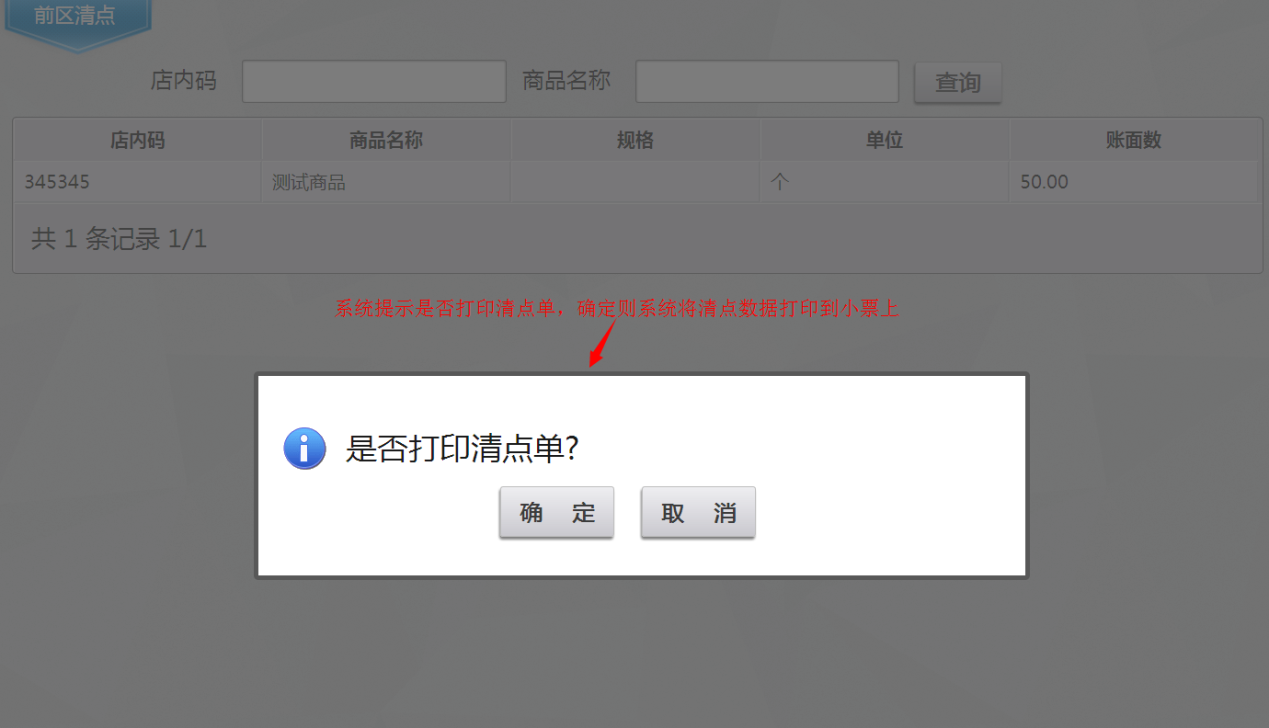 前区清点
店内码 商品名称 查询
店内码 商品名称 规格 单位 账面数
345345 测试商品 个 50.00
共 1 条记录 1/1
系统提示是否打印清点单，确定则系统将清点数据打印到小票上
是否打印清点单?
确 定 取 消